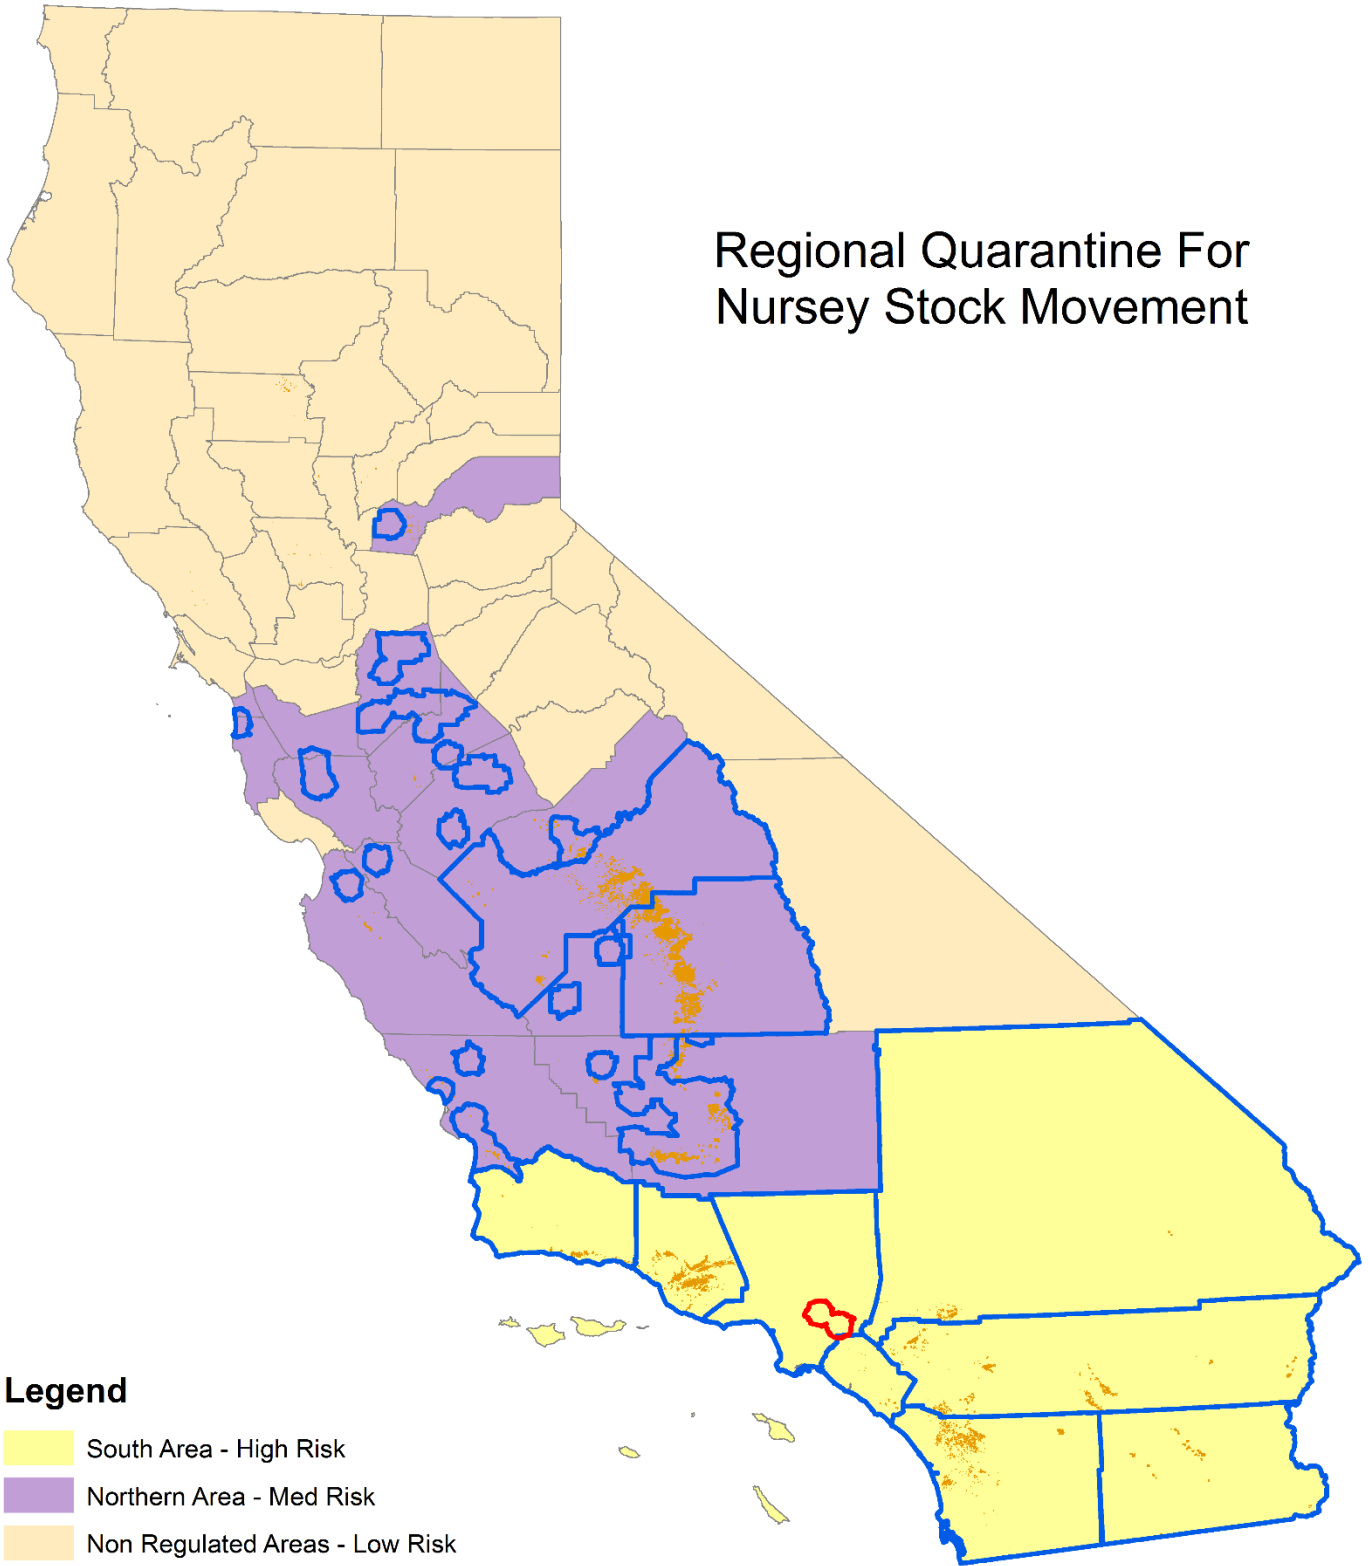 Regional Quarantine For
Nursey Stock Movement
Legend
South Area - High Risk
Northern Area - Med Risk
Non Regulated Areas - Low Risk